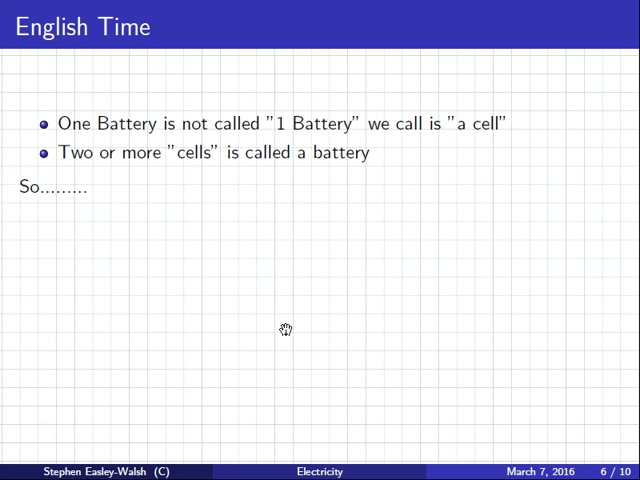 English Time
One Battery is not called "1 Battery" we call is "a cell"
Two or more "cells" is called a battery
So.........
Stephen Easley-Walsh (C) Electricity March 7, 2016 6 / 10